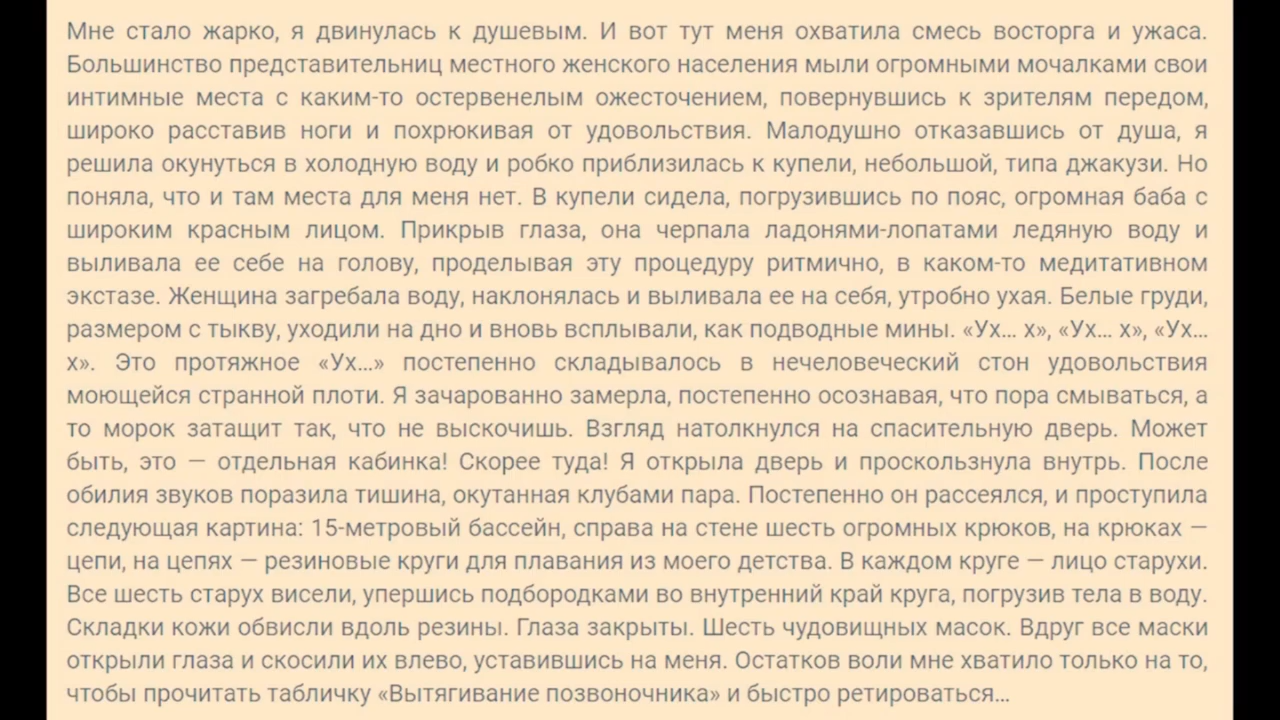 Мне стало жарко, я двинулась к душевым. И вот тут меня охватила смесь восторга и ужаса.
Большинство представительниц местного женского населения мыли огромными мочалками свои
интимные места с каким-то остервенелым ожесточением, повернувшись к зрителям передом,
широко расставив ноги и похрюкивая от удовольствия. Малодушно отказавшись от душа, я
решила окунуться в холодную воду и робко приблизилась к купели, небольшой, типа джакузи. Но
поняла, что и там места для меня нет. В купели сидела, погрузившись по пояс, огромная баба с
широким красным лицом. Прикрыв глаза, она черпала ладонями-лопатами ледяную воду и
выливала ее себе на голову, проделывая эту процедуру ритмично, в каком-то медитативном
экстазе. Женщина загребала воду, наклонялась и выливала ее на себя, утробно ухая. Белые груди,
размером с тыкву, уходили на дно и вновь всплывали, как подводные мины. «Ух... х», «Ух... х», «Ух...
х». Это протяжное «Ух...» постепенно складывалось в нечеловеческий стон удовольствия
моющейся странной плоти. Я зачарованно замерла, постепенно осознавая, что пора смываться, а
то морок затащит так, что не выскочишь. Взгляд натолкнулся на спасительную дверь. Может
быть, это — отдельная кабинка! Скорее туда! Я открыла дверь и проскользнула внутрь. После
обилия звуков поразила тишина, окутанная клубами пара. Постепенно он рассеялся, и проступила
следующая картина: 15-метровый бассейн, справа на стене шесть огромных крюков, на крюках —
цепи, на цепях — резиновые круги для плавания из моего детства. В каждом круге — лицо старухи.
Все шесть старух висели, упершись подбородками во внутренний край круга, погрузив тела в воду.
Складки кожи обвисли вдоль резины. Глаза закрыты. Шесть чудовищных масок. Вдруг все маски
открыли глаза и скосили их влево, уставившись на меня. Остатков воли мне хватило только на то,
чтобы прочитать табличку «Вытягивание позвоночника» и быстро ретироваться...